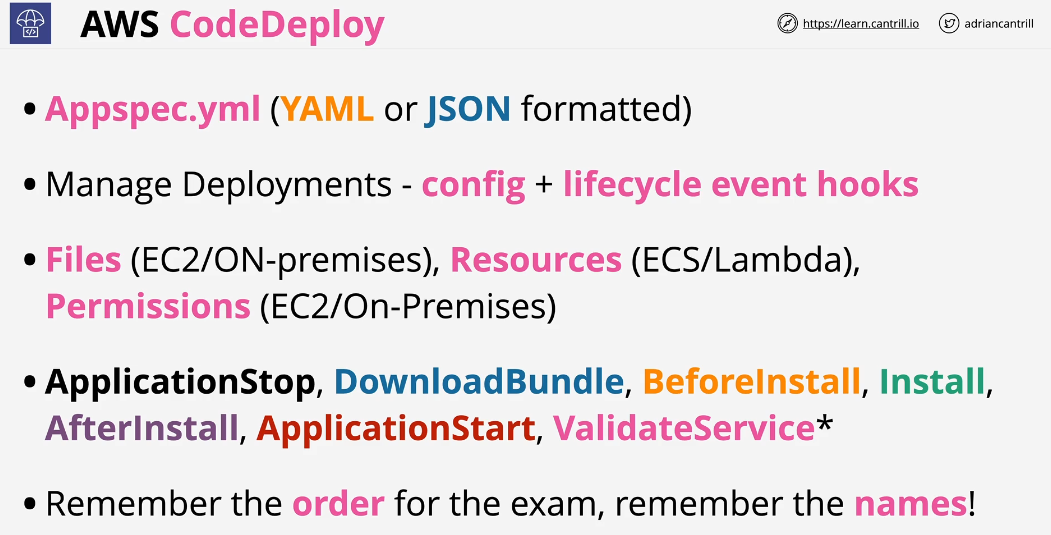 AWS CodeDeploy
https://learn.cantrill.io
adriancantrill
• Appspec.yml (YAML or JSON formatted)
• Manage Deployments - config + lifecycle event hooks
• Files (EC2/ON-premises), Resources (ECS/Lambda),
Permissions (EC2/On-Premises)
• ApplicationStop, DownloadBundle, BeforeInstall, Install,
AfterInstall, ApplicationStart, ValidateService*
• Remember the order for the exam, remember the names!